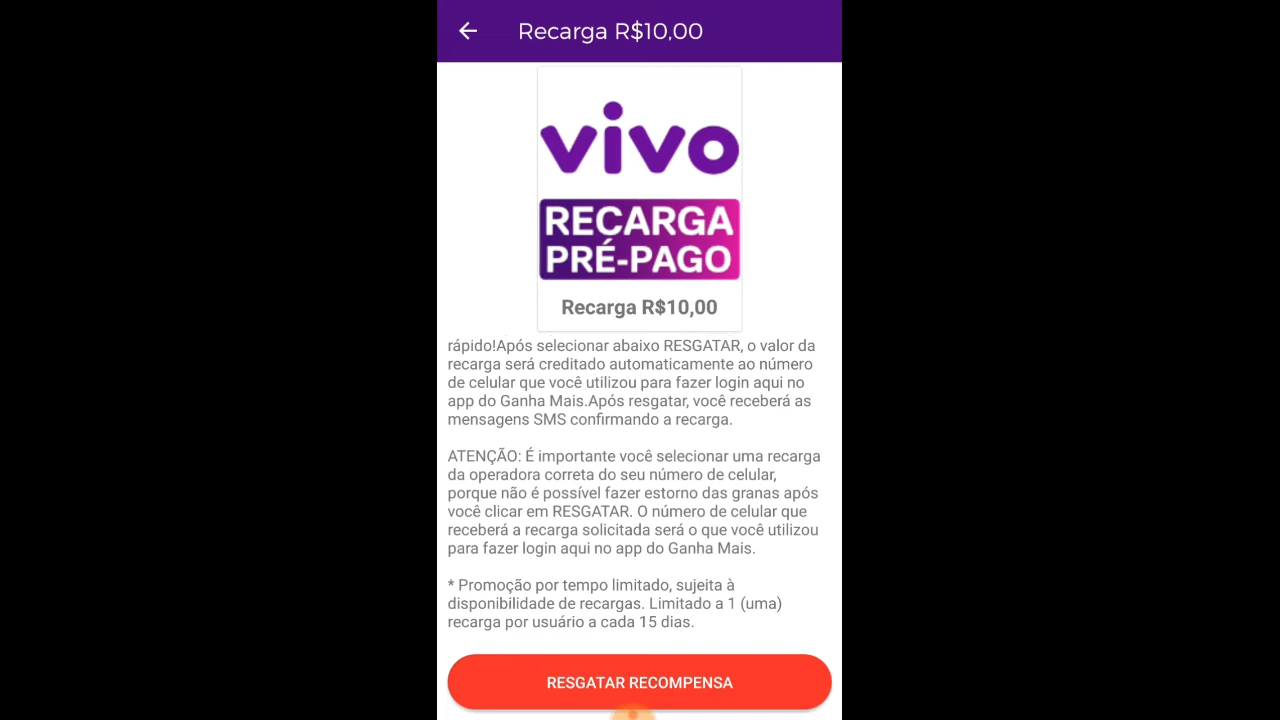 Recarga R$10,00
vivo
RECARGA
PRÉ-PAGO
Recarga R$10,00
rápido!Após selecionar abaixo RESGATAR, o valor da
recarga será creditado automaticamente ao número
de celular que você utilizou para fazer login aqui no
app do Ganha Mais.Após resgatar, você receberá as
mensagens SMS confirmando a recarga.
ATENÇÃO: É importante você selecionar uma recarga
da operadora correta do seu número de celular,
porque não é possível fazer estorno das granas após
você clicar em RESGATAR. O número de celular que
receberá a recarga solicitada será o que você utilizou
para fazer login aqui no app do Ganha Mais.
* Promoção por tempo limitado, sujeita à
disponibilidade de recargas. Limitado a 1 (uma)
recarga por usuário a cada 15 dias.
RESGATAR RECOMPENSA